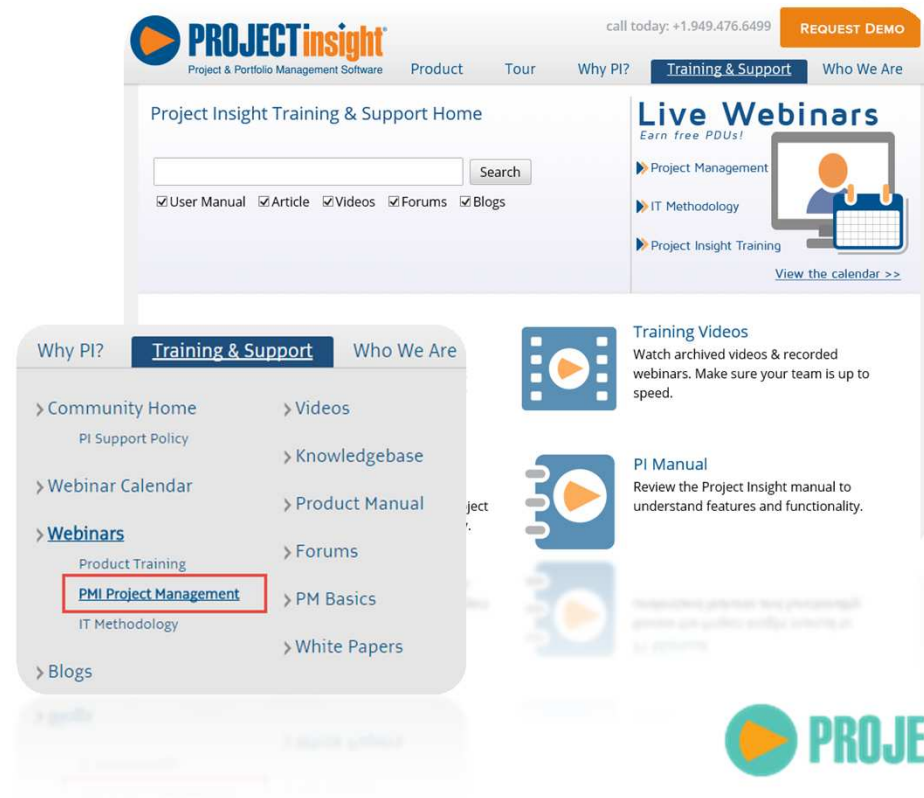 PROJECTinsight®
Project & Portfolio Management Software
call today: +1.949.476.6499
REQUEST DEMO
Product Tour Why PI? Training & Support Who We Are
Project Insight Training & Support Home
Search
User Manual Article Videos Forums Blogs
Live Webinars
Earn free PDUs!
Project Management
IT Methodology
Project Insight Training
View the calendar >>
Training Videos
Watch archived videos & recorded
webinars. Make sure your team is up to
speed.
PI Manual
Review the Project Insight manual to
understand features and functionality.
Why PI? Training & Support Who We Are
Community Home
PI Support Policy
Webinar Calendar
Webinars
Product Training
PMI Project Management
IT Methodology
Blogs
Videos
Knowledgebase
Product Manual
Forums
PM Basics
White Papers
ject
PROJE